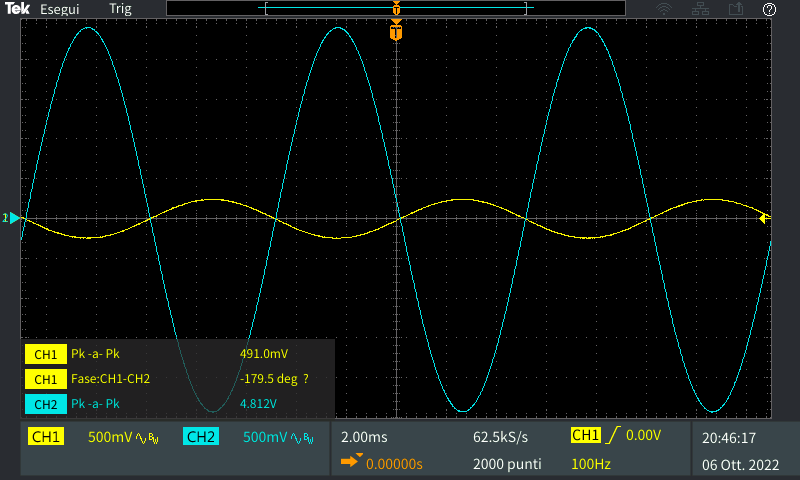 Tek Esegui Trig
T
T
1
CH1 Pk -a- Pk 491.0mV
CH1 Fase:CH1-CH2 -179.5 deg ?
CH2 Pk -a- Pk 4.812V
CH1 500mV BW CH2 500mV BW 2.00ms 62.5kS/s CH1 0.00V 20:46:17
0.00000s 2000 punti 100Hz 06 Ott. 2022